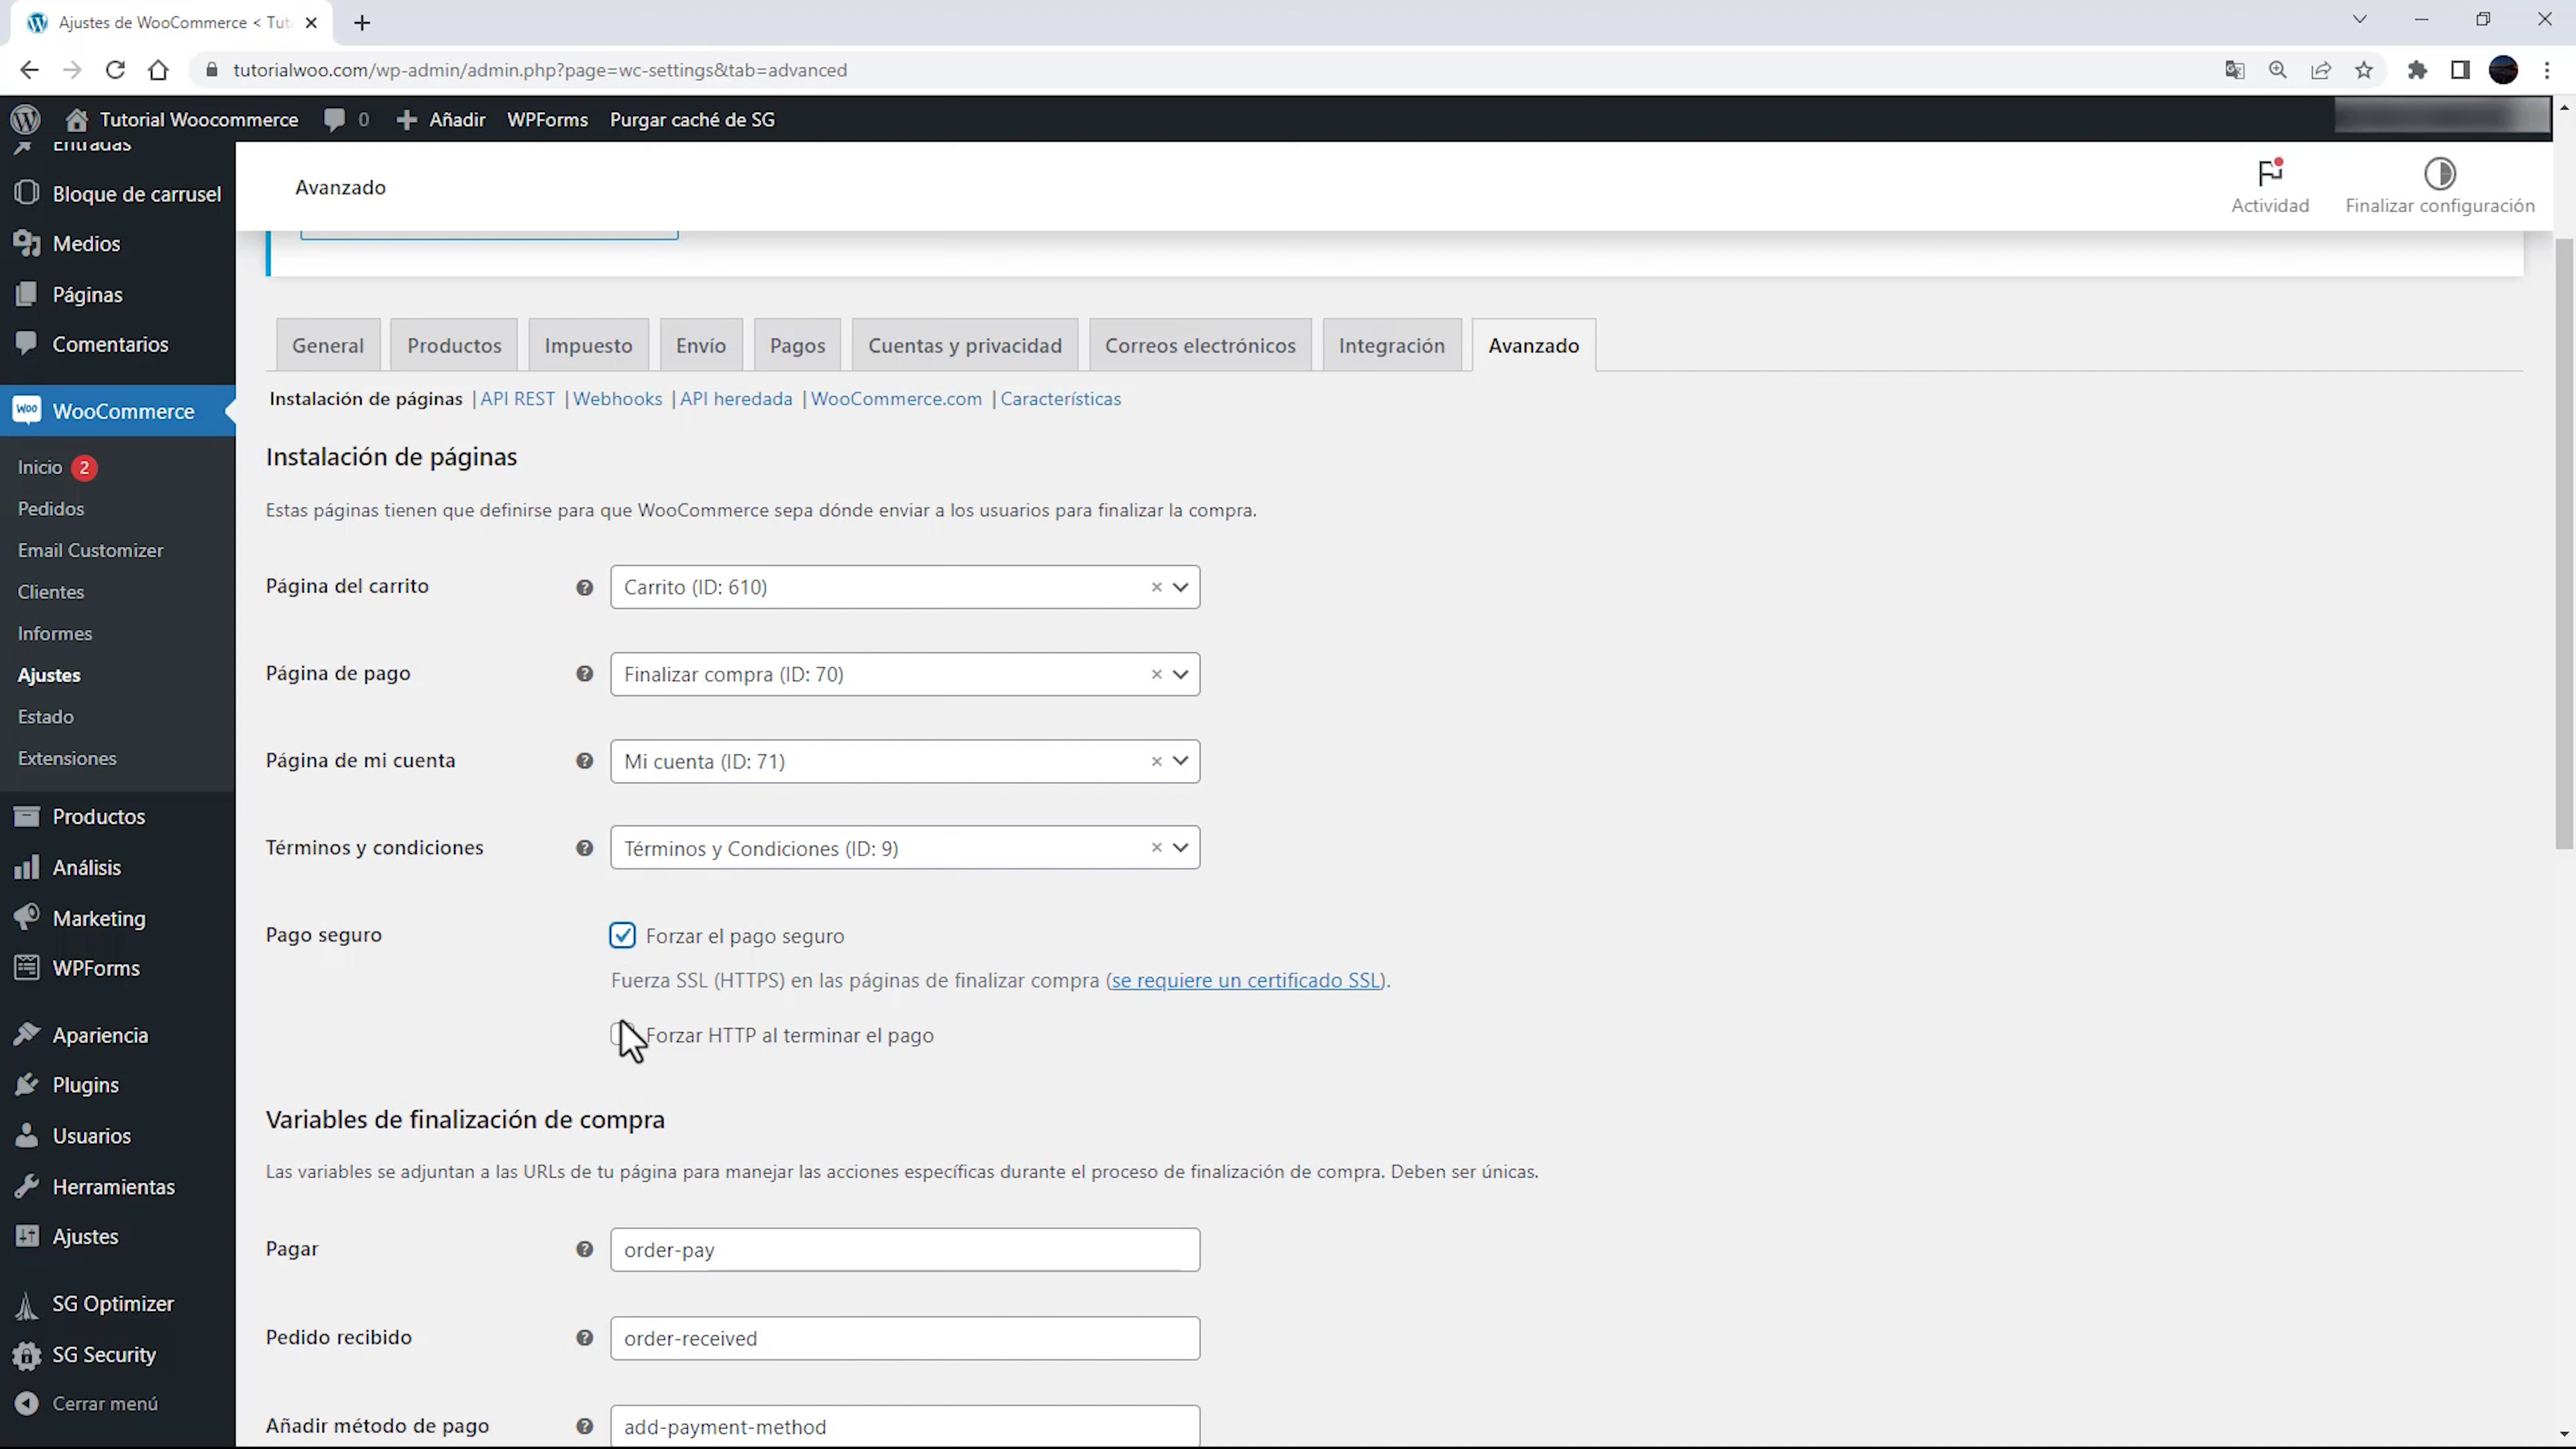 Ajustes de WooCommerce < Tut
tutorialwoo.com/wp-admin/admin.php?page=wc-settings&tab=advanced
Tutorial Woocommerce 0 Añadir WPForms Purgar caché de SG
Entradas
Bloque de carrusel
Medios
Páginas
Comentarios
Woo WooCommerce
Inicio 2
Pedidos
Email Customizer
Clientes
Informes
Ajustes
Estado
Extensiones
Productos
Análisis
Marketing
WPForms
Apariencia
Plugins
Usuarios
Herramientas
Ajustes
SG Optimizer
SG Security
Cerrar menú
Avanzado
Actividad
Finalizar configuración
General Productos Impuesto Envío Pagos Cuentas y privacidad Correos electrónicos Integración Avanzado
Instalación de páginas | API REST | Webhooks | API heredada | WooCommerce.com | Características
Instalación de páginas
Estas páginas tienen que definirse para que WooCommerce sepa dónde enviar a los usuarios para finalizar la compra.
Página del carrito ? Carrito (ID: 610) ×
Página de pago ? Finalizar compra (ID: 70) ×
Página de mi cuenta ? Mi cuenta (ID: 71) ×
Términos y condiciones ? Términos y Condiciones (ID: 9) ×
Pago seguro Forzar el pago seguro
Fuerza SSL (HTTPS) en las páginas de finalizar compra (se requiere un certificado SSL).
Forzar HTTP al terminar el pago
Variables de finalización de compra
Las variables se adjuntan a las URLs de tu página para manejar las acciones específicas durante el proceso de finalización de compra. Deben ser únicas.
Pagar ? order-pay
Pedido recibido ? order-received
Añadir método de pago ? add-payment-method